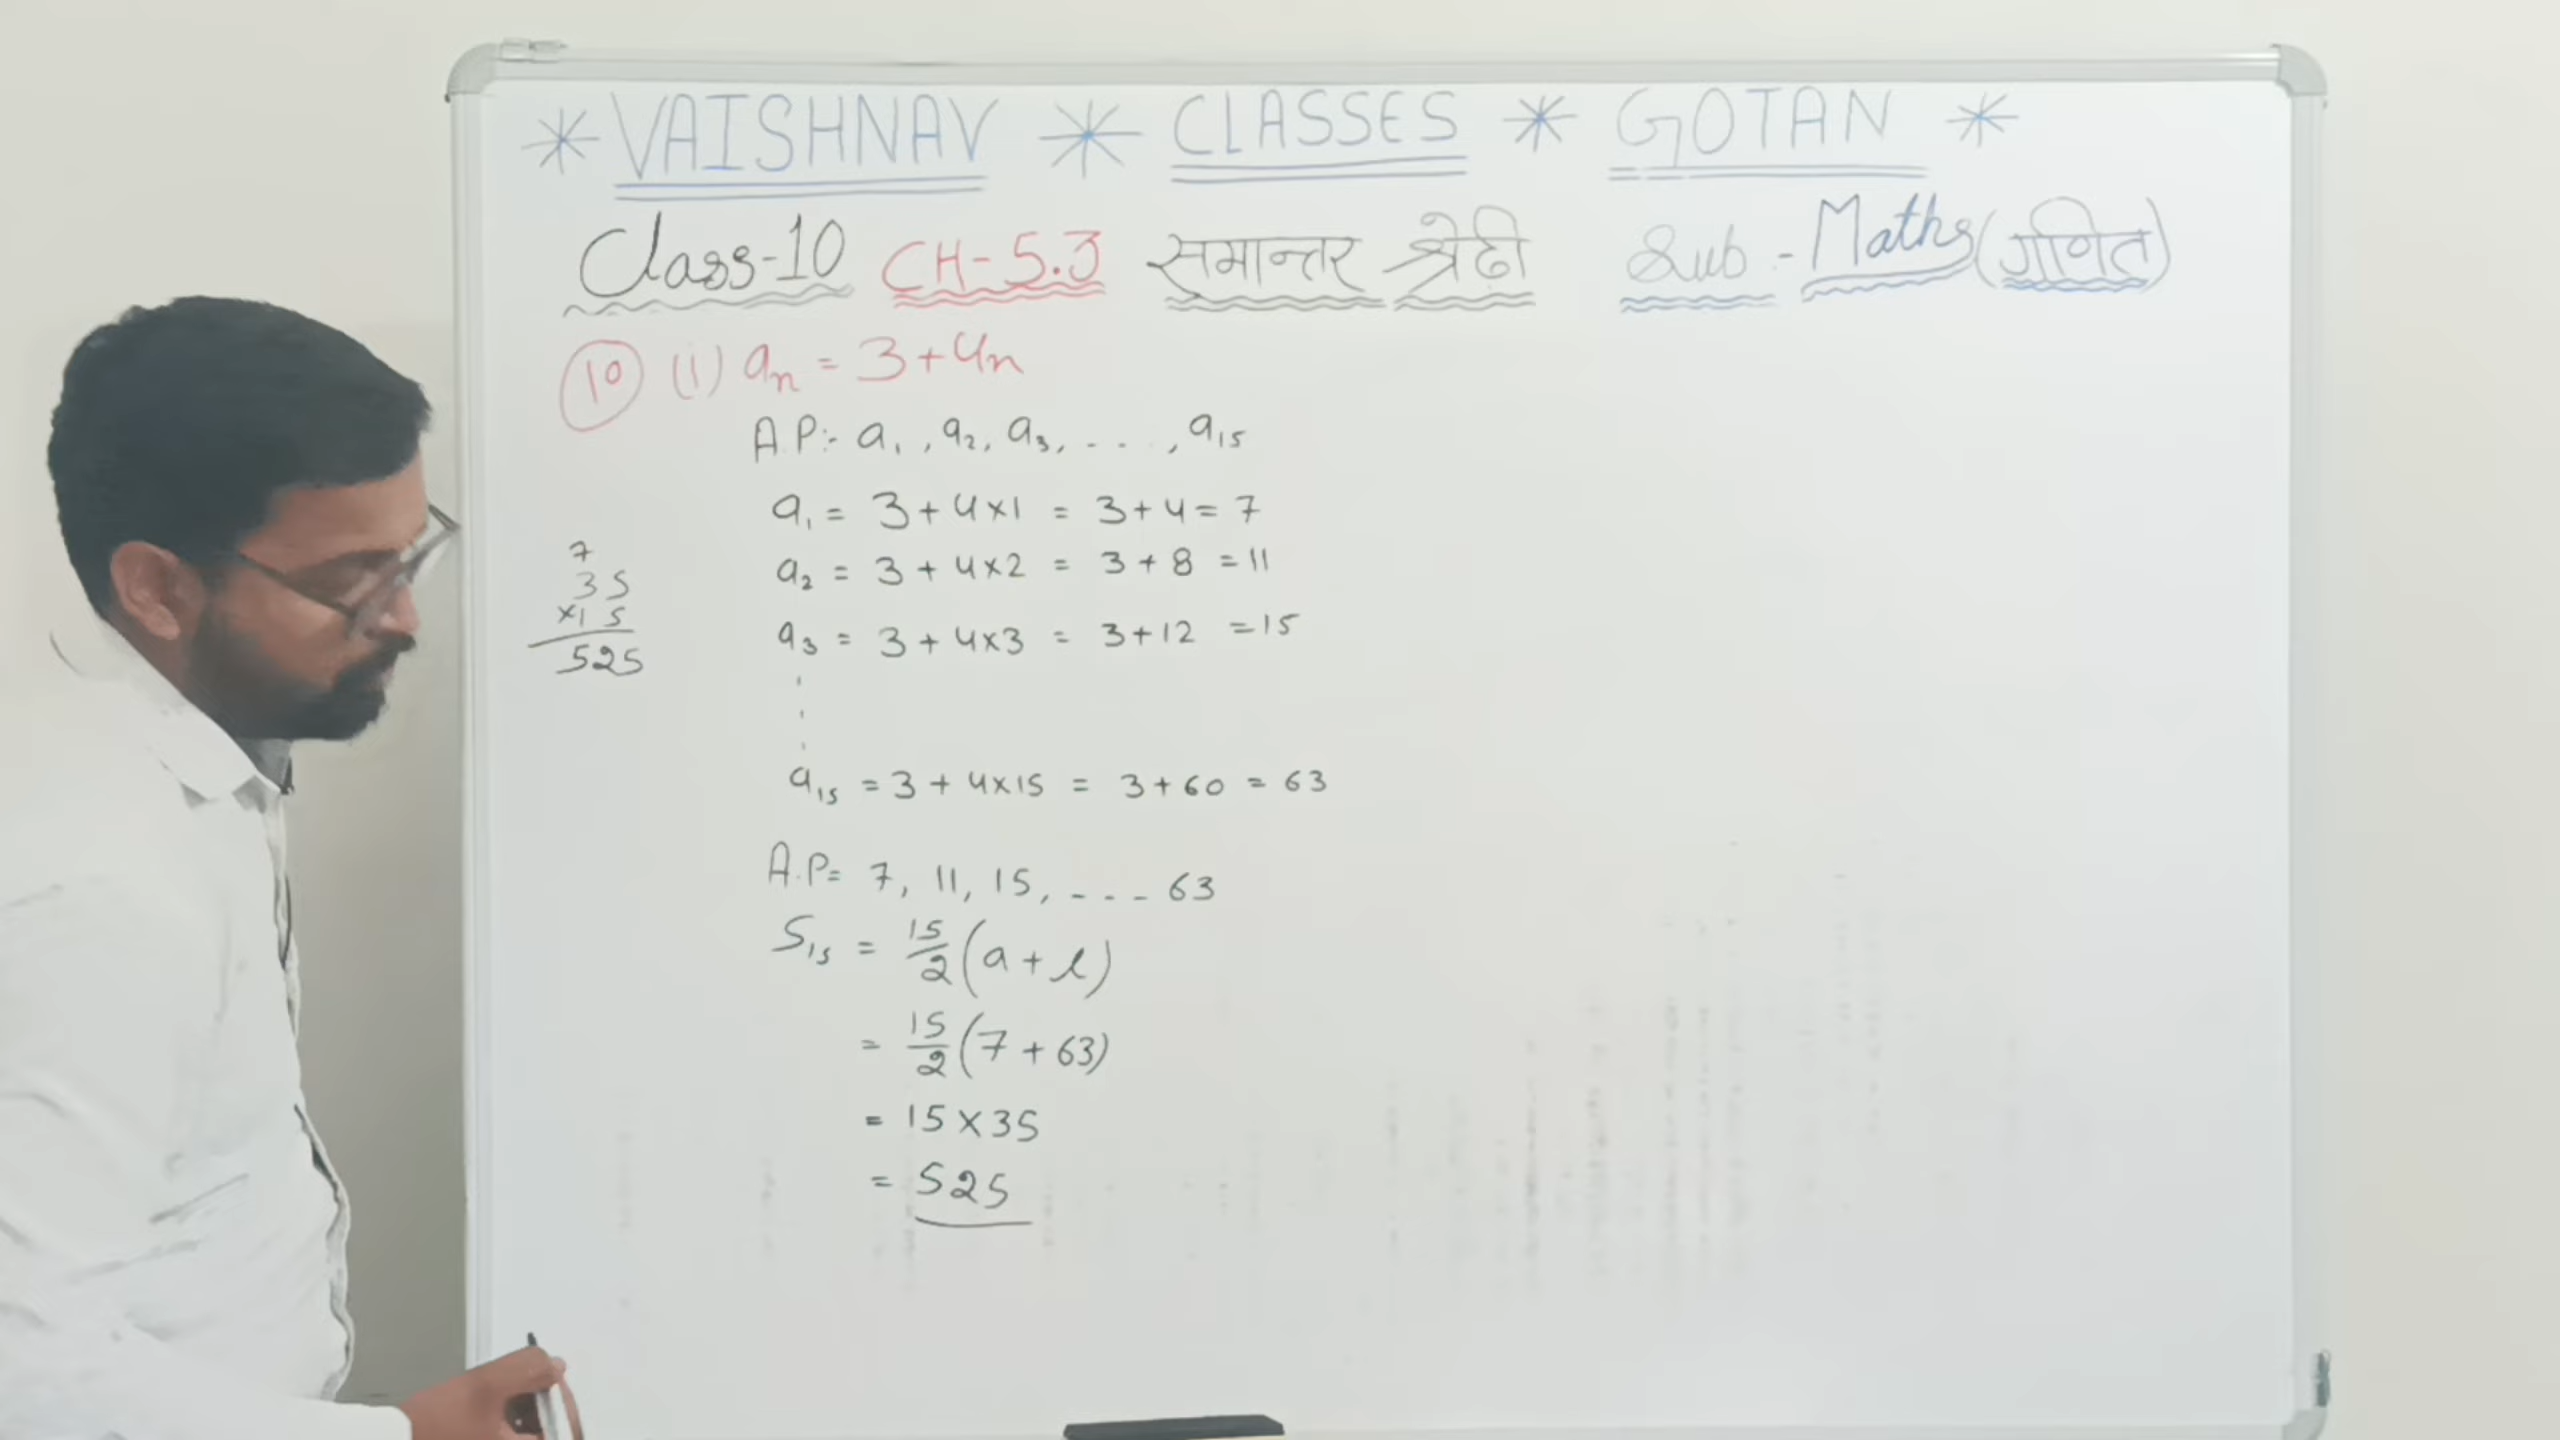 * VAISHNAV * CLASSES * GOTAN *
Class-10 CH-5.3 समान्तर श्रेढी Sub - Maths (गणित)
10 (i) aₙ = 3 + 4n
A.P:- a₁, a₂, a₃, ...., a₁₅
a₁ = 3 + 4×1 = 3 + 4 = 7
a₂ = 3 + 4×2 = 3 + 8 = 11
a₃ = 3 + 4×3 = 3 + 12 = 15
7
35
×15
525
a₁₅ = 3 + 4×15 = 3 + 60 = 63
A.P= 7, 11, 15, - - - 63
S₁₅ = 15/2 (a + l)
= 15/2 (7 + 63)
= 15 × 35
= 525